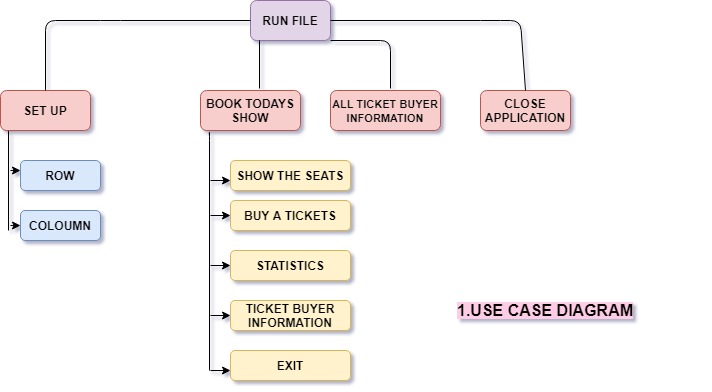 RUN FILE
SET UP
BOOK TODAYS
SHOW
ALL TICKET BUYER
INFORMATION
CLOSE
APPLICATION
ROW
COLOUMN
SHOW THE SEATS
BUY A TICKETS
STATISTICS
TICKET BUYER
INFORMATION
EXIT
1.USE CASE DIAGRAM